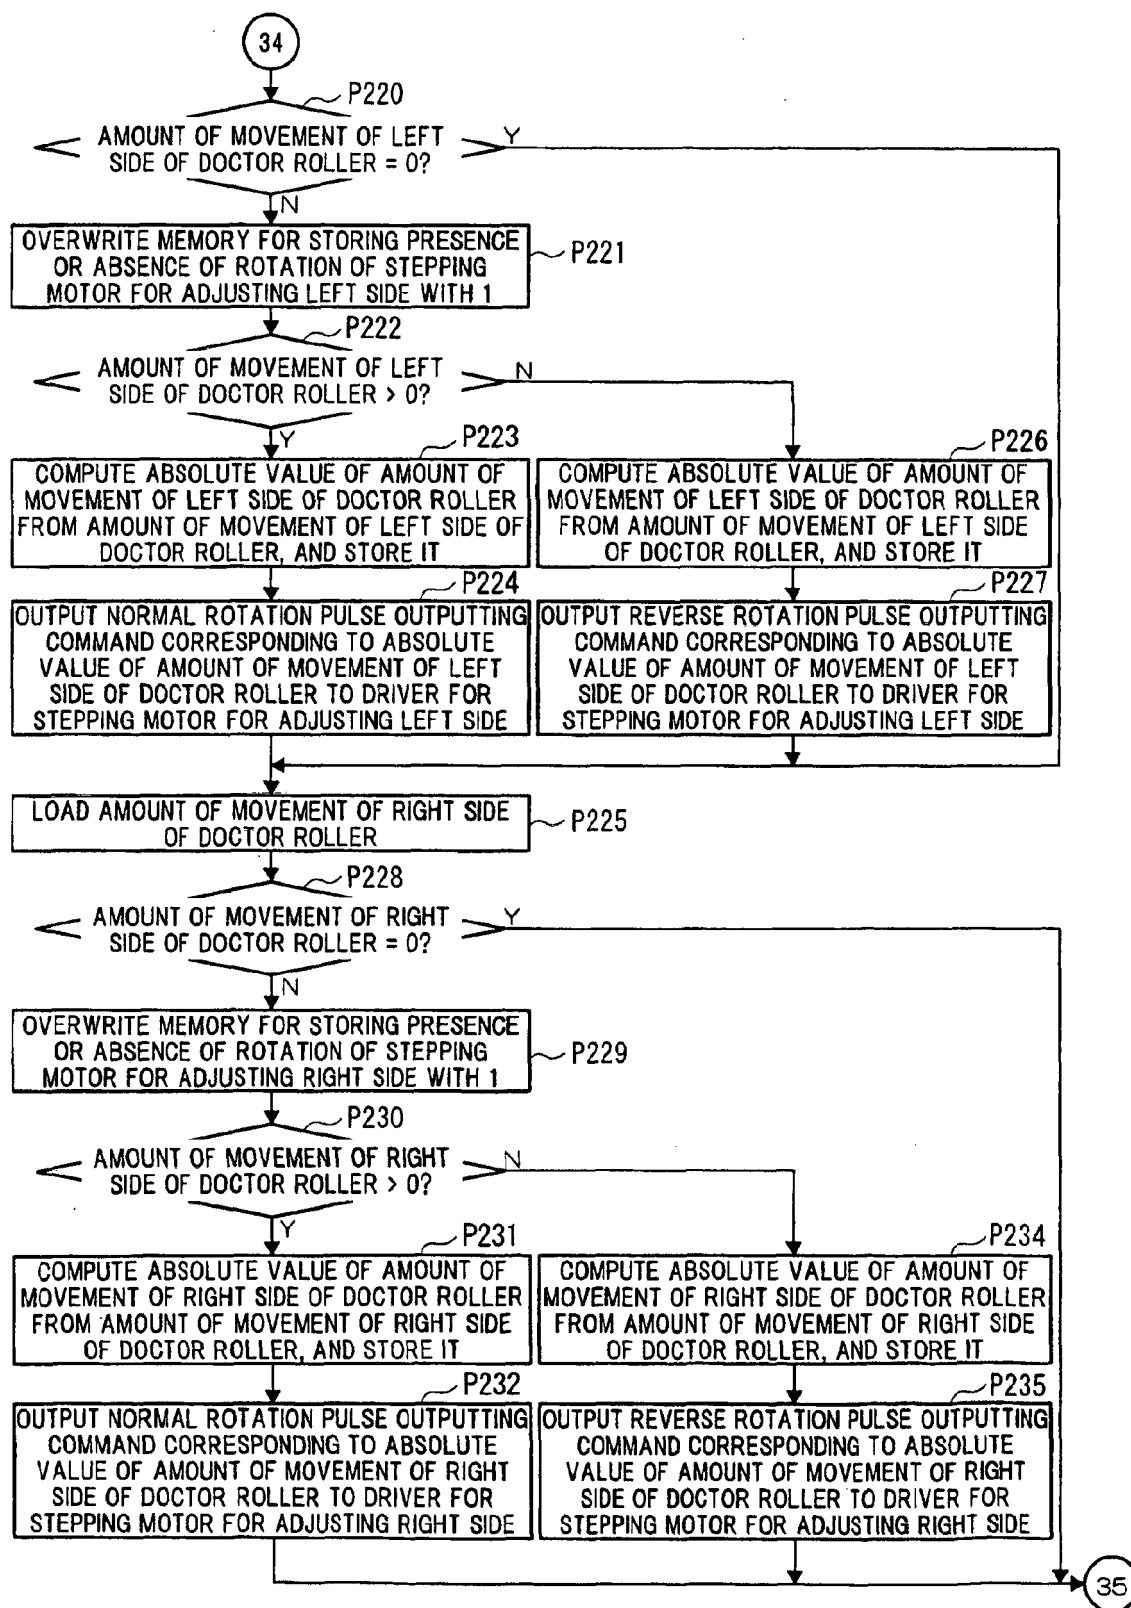 34
P220
AMOUNT OF MOVEMENT OF LEFT
SIDE OF DOCTOR ROLLER = 0?
Y
N
OVERWRITE MEMORY FOR STORING PRESENCE
OR ABSENCE OF ROTATION OF STEPPING
MOTOR FOR ADJUSTING LEFT SIDE WITH 1
P221
P222
AMOUNT OF MOVEMENT OF LEFT
SIDE OF DOCTOR ROLLER > 0?
N
Y
P223
COMPUTE ABSOLUTE VALUE OF AMOUNT OF
MOVEMENT OF LEFT SIDE OF DOCTOR ROLLER
FROM AMOUNT OF MOVEMENT OF LEFT SIDE OF
DOCTOR ROLLER, AND STORE IT
P226
COMPUTE ABSOLUTE VALUE OF AMOUNT OF
MOVEMENT OF LEFT SIDE OF DOCTOR ROLLER
FROM AMOUNT OF MOVEMENT OF LEFT SIDE
OF DOCTOR ROLLER, AND STORE IT
P224
OUTPUT NORMAL ROTATION PULSE OUTPUTTING
COMMAND CORRESPONDING TO ABSOLUTE
VALUE OF AMOUNT OF MOVEMENT OF LEFT
SIDE OF DOCTOR ROLLER TO DRIVER FOR
STEPPING MOTOR FOR ADJUSTING LEFT SIDE
P227
OUTPUT REVERSE ROTATION PULSE OUTPUTTING
COMMAND CORRESPONDING TO ABSOLUTE
VALUE OF AMOUNT OF MOVEMENT OF LEFT
SIDE OF DOCTOR ROLLER TO DRIVER FOR
STEPPING MOTOR FOR ADJUSTING LEFT SIDE
LOAD AMOUNT OF MOVEMENT OF RIGHT SIDE
OF DOCTOR ROLLER
P225
P228
AMOUNT OF MOVEMENT OF RIGHT
SIDE OF DOCTOR ROLLER = 0?
Y
N
OVERWRITE MEMORY FOR STORING PRESENCE
OR ABSENCE OF ROTATION OF STEPPING
MOTOR FOR ADJUSTING RIGHT SIDE WITH 1
P229
P230
AMOUNT OF MOVEMENT OF RIGHT
SIDE OF DOCTOR ROLLER > 0?
N
Y
P231
COMPUTE ABSOLUTE VALUE OF AMOUNT OF
MOVEMENT OF RIGHT SIDE OF DOCTOR ROLLER
FROM AMOUNT OF MOVEMENT OF RIGHT SIDE
OF DOCTOR ROLLER, AND STORE IT
P234
COMPUTE ABSOLUTE VALUE OF AMOUNT OF
MOVEMENT OF RIGHT SIDE OF DOCTOR ROLLER
FROM AMOUNT OF MOVEMENT OF RIGHT SIDE
OF DOCTOR ROLLER, AND STORE IT
P232
OUTPUT NORMAL ROTATION PULSE OUTPUTTING
COMMAND CORRESPONDING TO ABSOLUTE
VALUE OF AMOUNT OF MOVEMENT OF RIGHT
SIDE OF DOCTOR ROLLER TO DRIVER FOR
STEPPING MOTOR FOR ADJUSTING RIGHT SIDE
P235
OUTPUT REVERSE ROTATION PULSE OUTPUTTING
COMMAND CORRESPONDING TO ABSOLUTE
VALUE OF AMOUNT OF MOVEMENT OF RIGHT
SIDE OF DOCTOR ROLLER TO DRIVER FOR
STEPPING MOTOR FOR ADJUSTING RIGHT SIDE
35